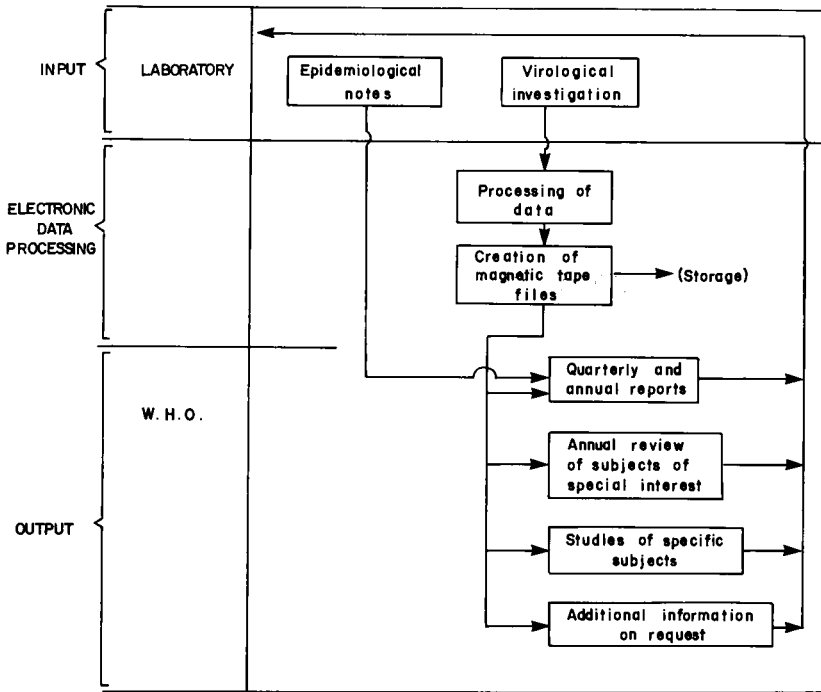 INPUT
LABORATORY
Epidemiological
notes
Virological
investigation
ELECTRONIC
DATA
PROCESSING
Processing of
data
Creation of
magnetic tape
files
(Storage)
OUTPUT
W.H.O.
Quarterly and
annual reports
Annual review
of subjects of
special interest
Studies of specific
subjects
Additional information
on request